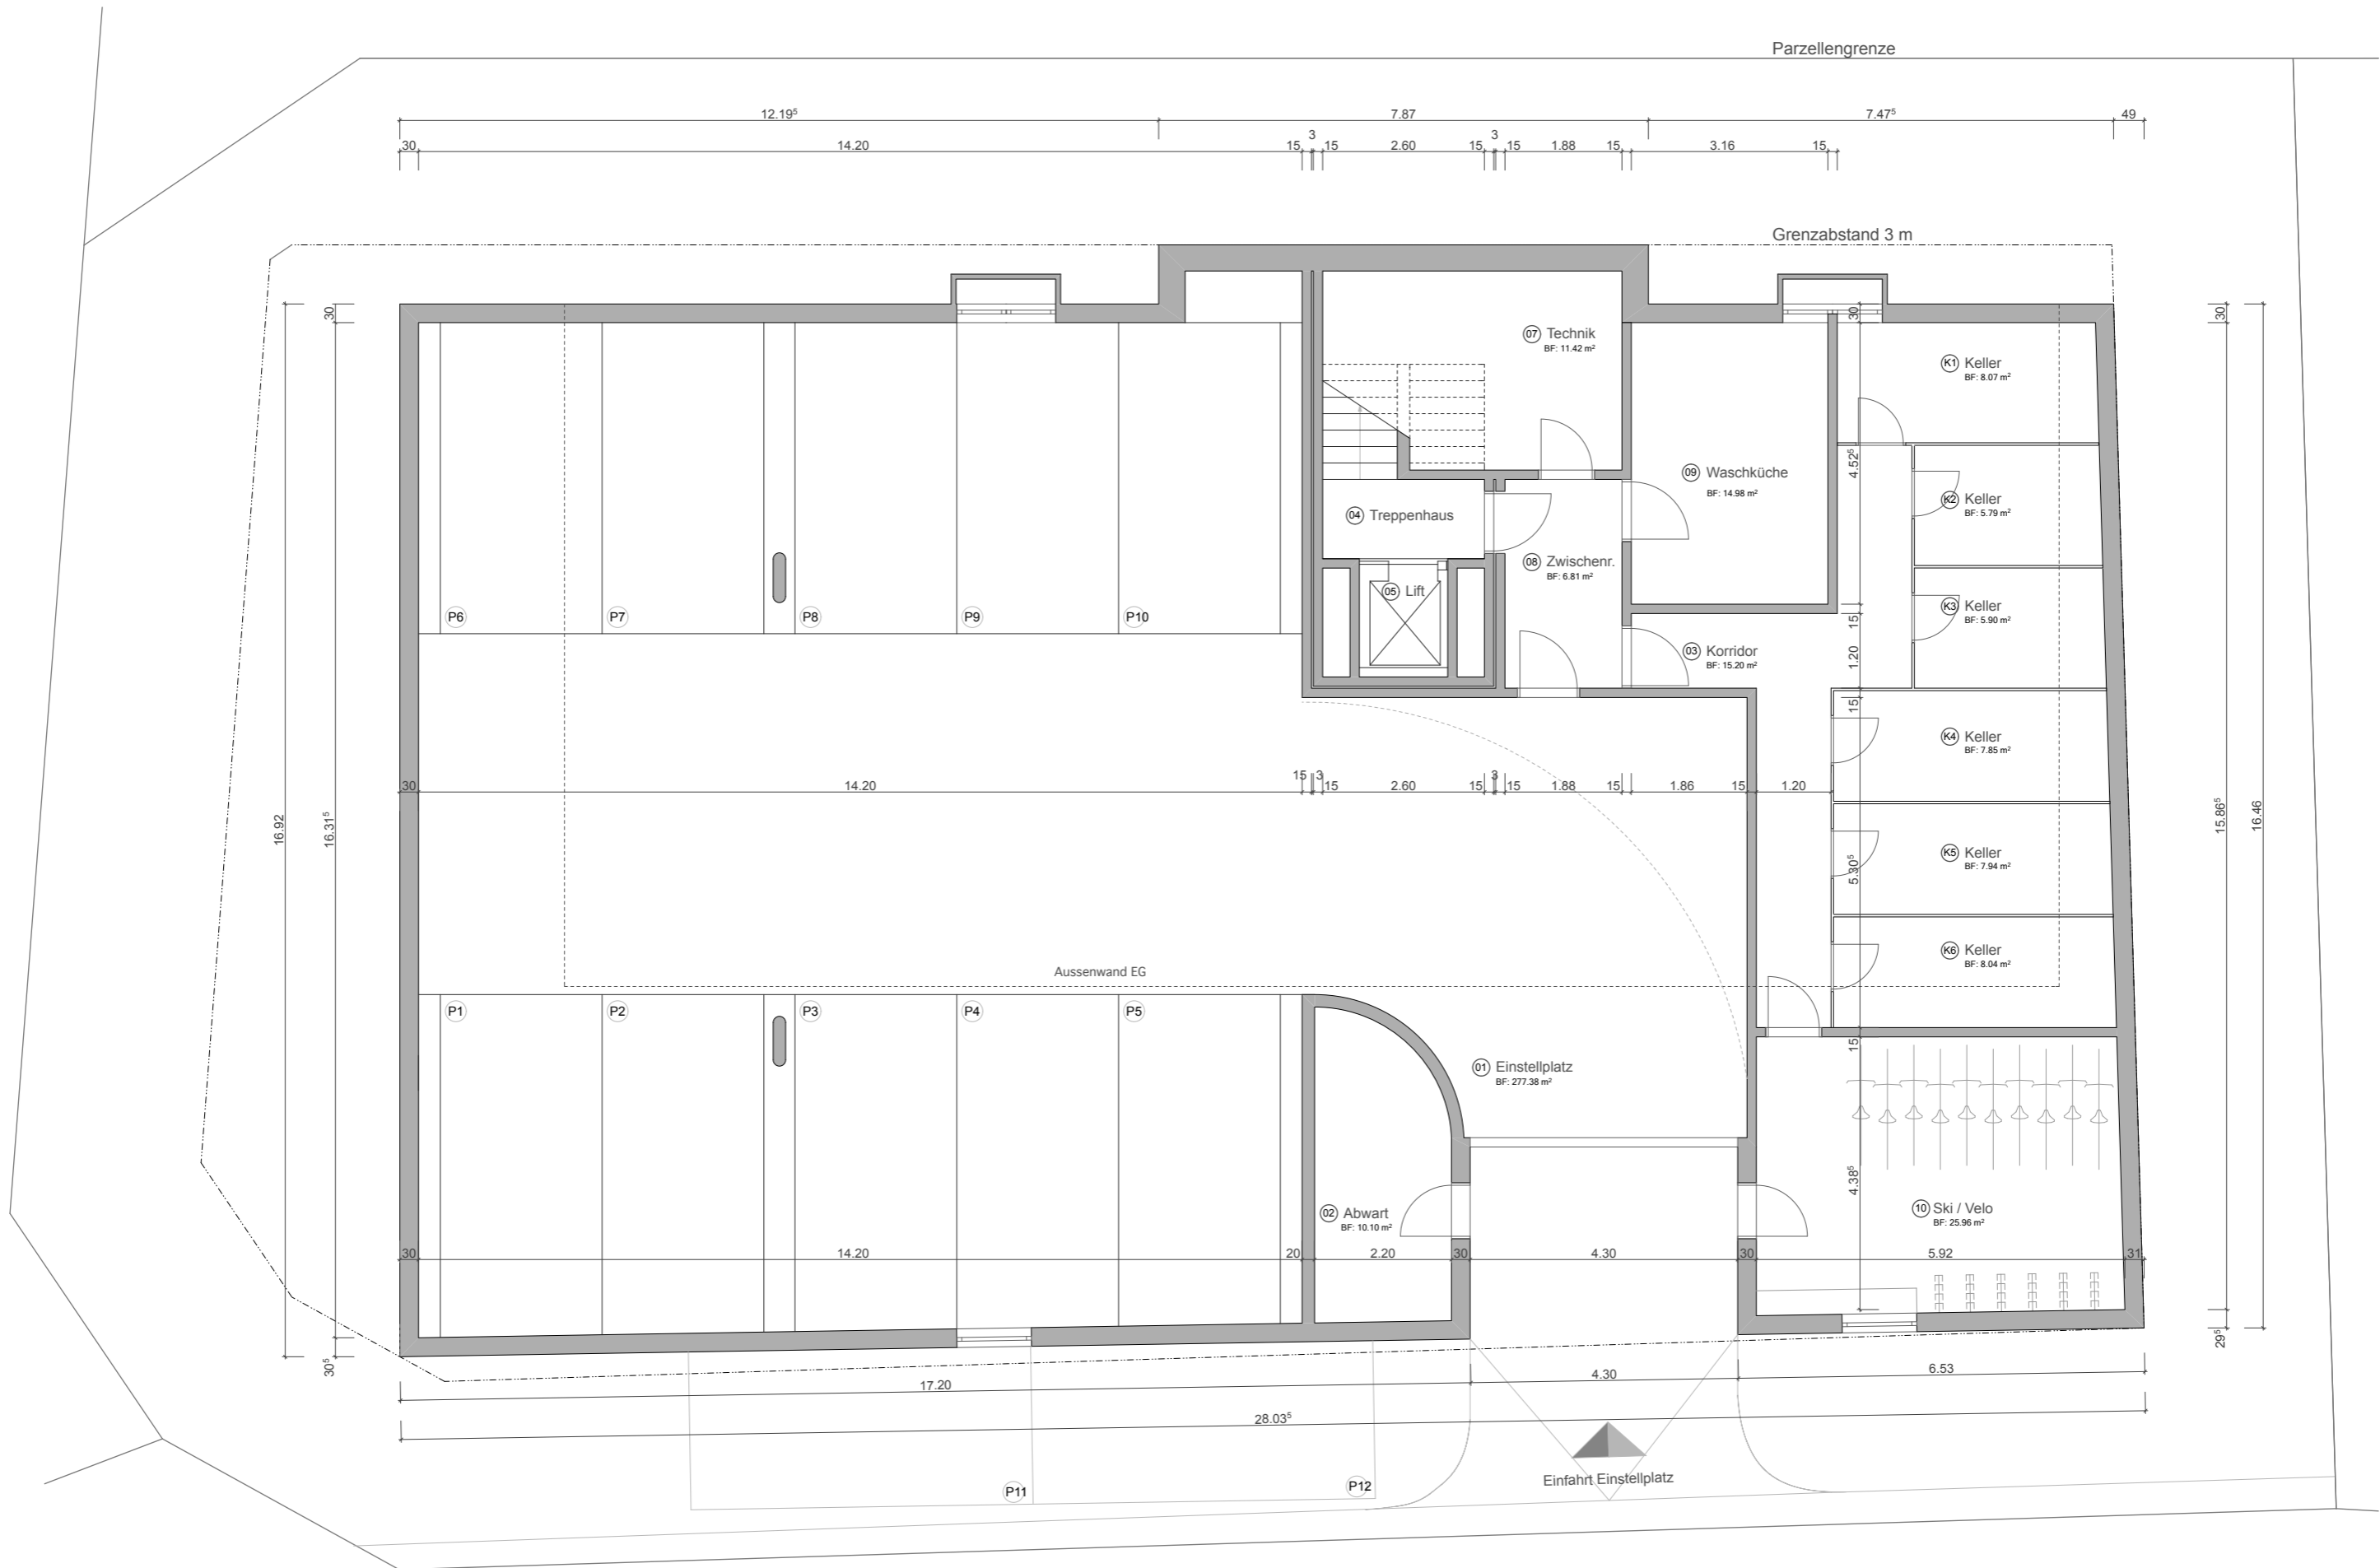 Parzellengrenze
12.19⁵ 7.87 7.47⁵ 49
3 3
30 14.20 15 15 2.60 15 15 1.88 15 3.16 15
Grenzabstand 3 m
30 30 30
07 Technik
BF: 11.42 m²
K1 Keller
BF: 8.07 m²
09 Waschküche
BF: 14.98 m²
4.52⁵
K2 Keller
BF: 5.79 m²
04 Treppenhaus
08 Zwischenr.
BF: 6.81 m²
05 Lift
K3 Keller
BF: 5.90 m²
P6 P7 P8 P9 P10
15
03 Korridor
BF: 15.20 m²
1.20
15
K4 Keller
BF: 7.85 m²
15 3 3
30 14.20 15 2.60 15 15 1.88 15 1.86 15 1.20
16.92 16.31⁵ 15.86⁵ 16.46
K5 Keller
BF: 7.94 m²
5.30⁵
K6 Keller
BF: 8.04 m²
Aussenwand EG
P1 P2 P3 P4 P5
15
01 Einstellplatz
BF: 277.38 m²
4.38⁵
02 Abwart
BF: 10.10 m²
10 Ski / Velo
BF: 25.96 m²
30 14.20 20 2.20 30 4.30 30 5.92 31
30⁵ 29⁵
17.20 4.30 6.53
28.03⁵
P11 P12
Einfahrt Einstellplatz